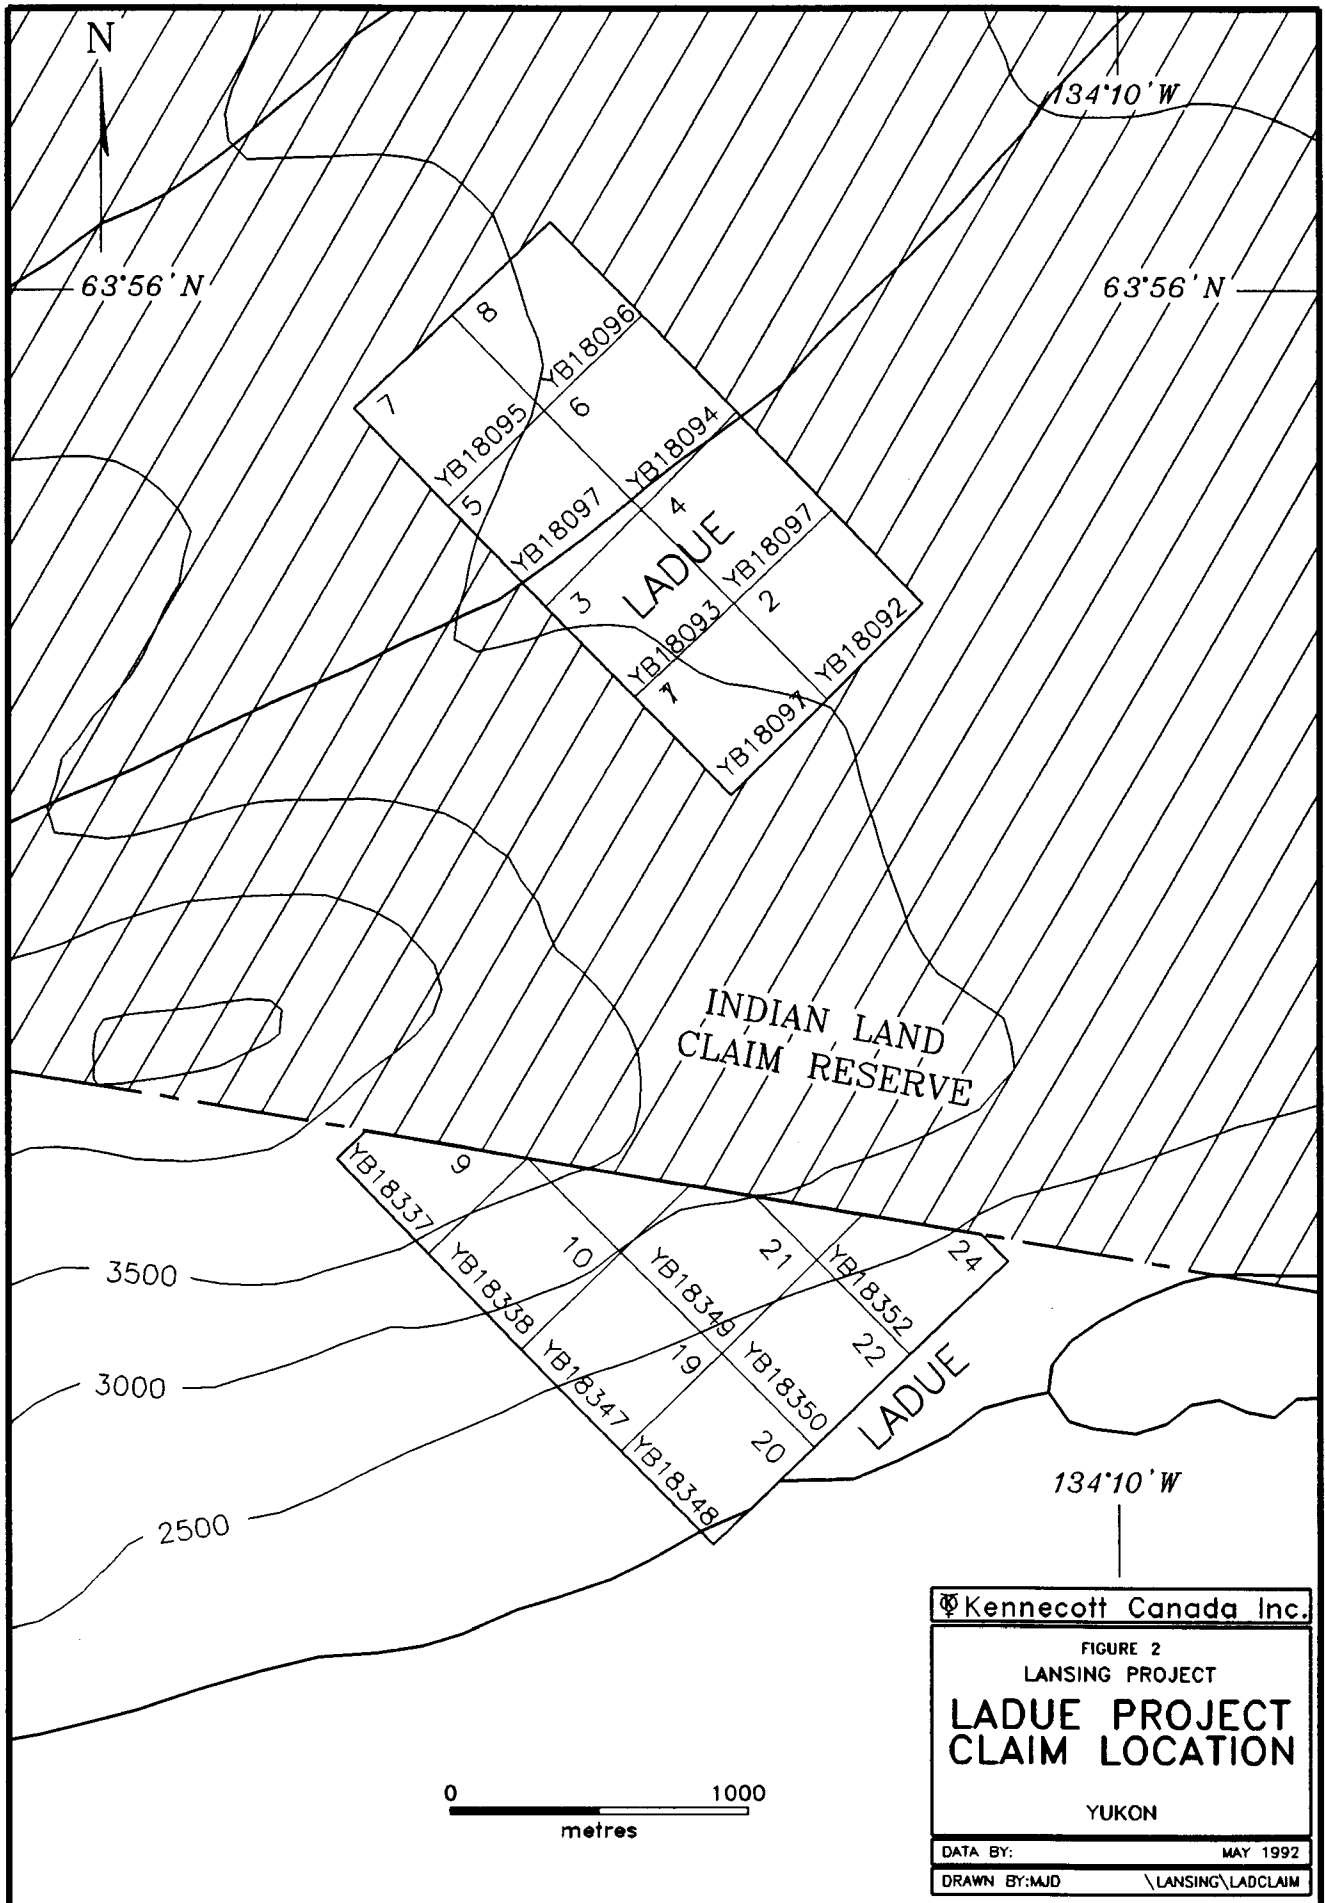 N
134°10'W
63°56'N
63°56'N
8
YB18096
7
YB18095
6
YB18094
5
YB18097
4
YB18097
LADUE
3
YB18093
2
YB18092
YB18097
INDIAN LAND
CLAIM RESERVE
9
YB18337
10
YB18338
21
YB18352
24
YB18349
22
19
YB18347
YB18350
20
YB18348
LADUE
3500
3000
2500
134°10'W
Kennecott Canada Inc.
FIGURE 2
LANSING PROJECT
LADUE PROJECT
CLAIM LOCATION
YUKON
DATA BY: MAY 1992
DRAWN BY:MJD \LANSING\LADCLAIM
0 1000
metres